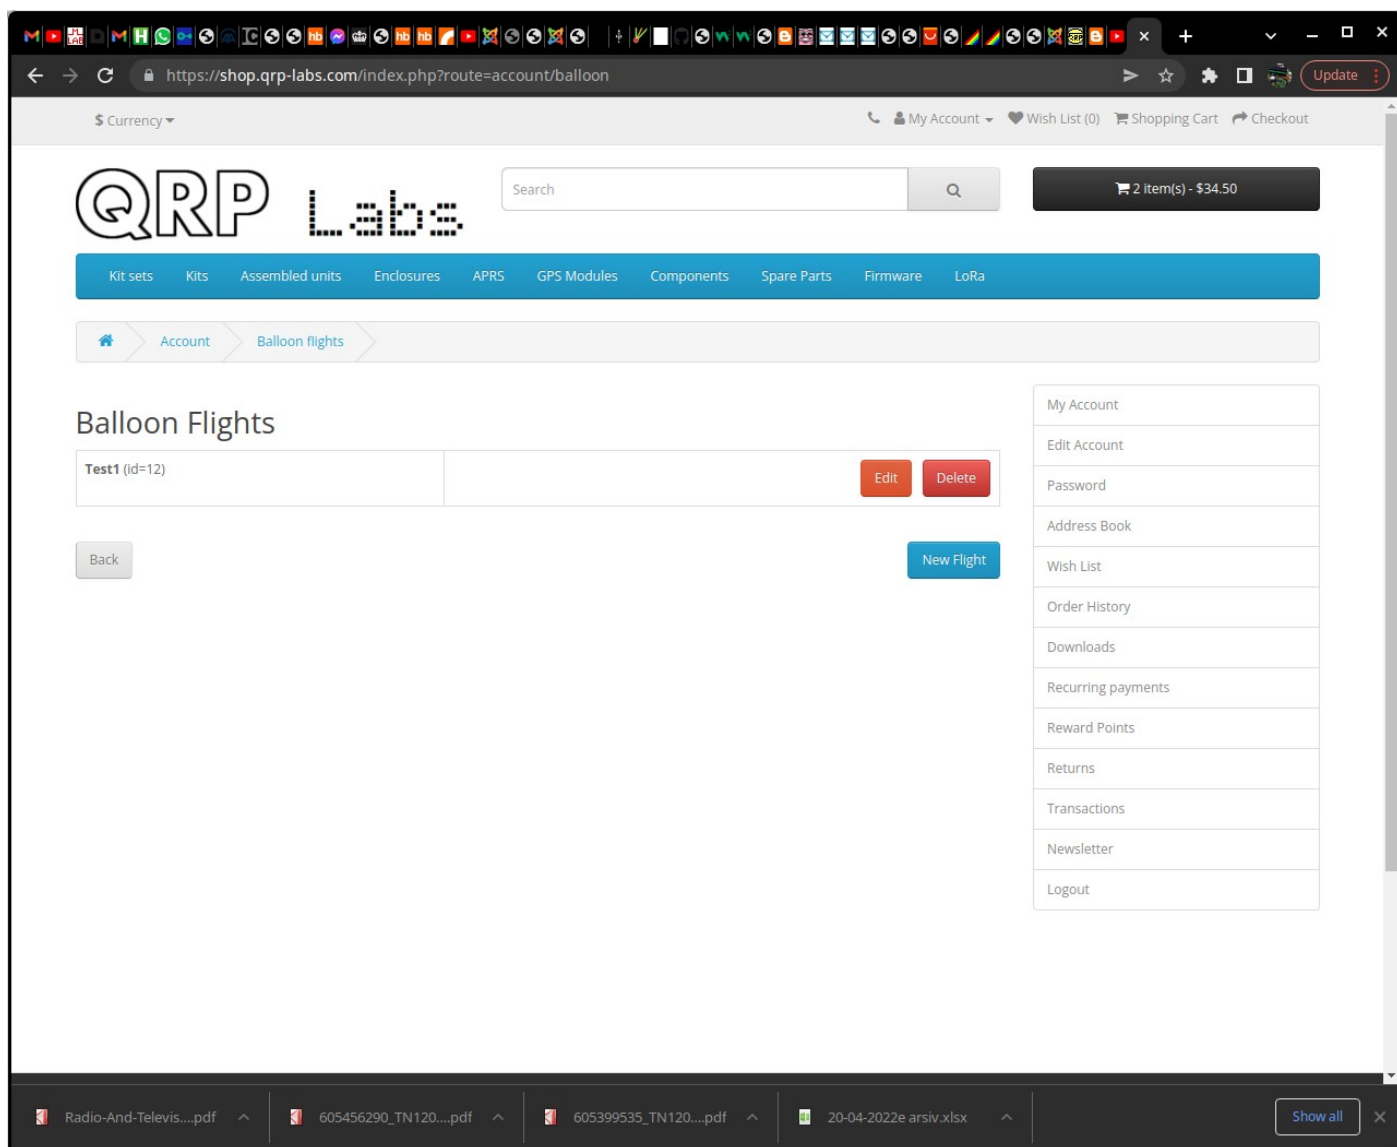 https://shop.qrp-labs.com/index.php?route=account/balloon
Update
$ Currency
My Account
Wish List (0)
Shopping Cart
Checkout
QRP Labs
Search
2 item(s) - $34.50
Kit sets
Kits
Assembled units
Enclosures
APRS
GPS Modules
Components
Spare Parts
Firmware
LoRa
Account
Balloon flights
Balloon Flights
Test1 (id=12)
Edit
Delete
Back
New Flight
My Account
Edit Account
Password
Address Book
Wish List
Order History
Downloads
Recurring payments
Reward Points
Returns
Transactions
Newsletter
Logout
Radio-And-Televis....pdf
605456290_TN120....pdf
605399535_TN120....pdf
20-04-2022e arsiv.xlsx
Show all